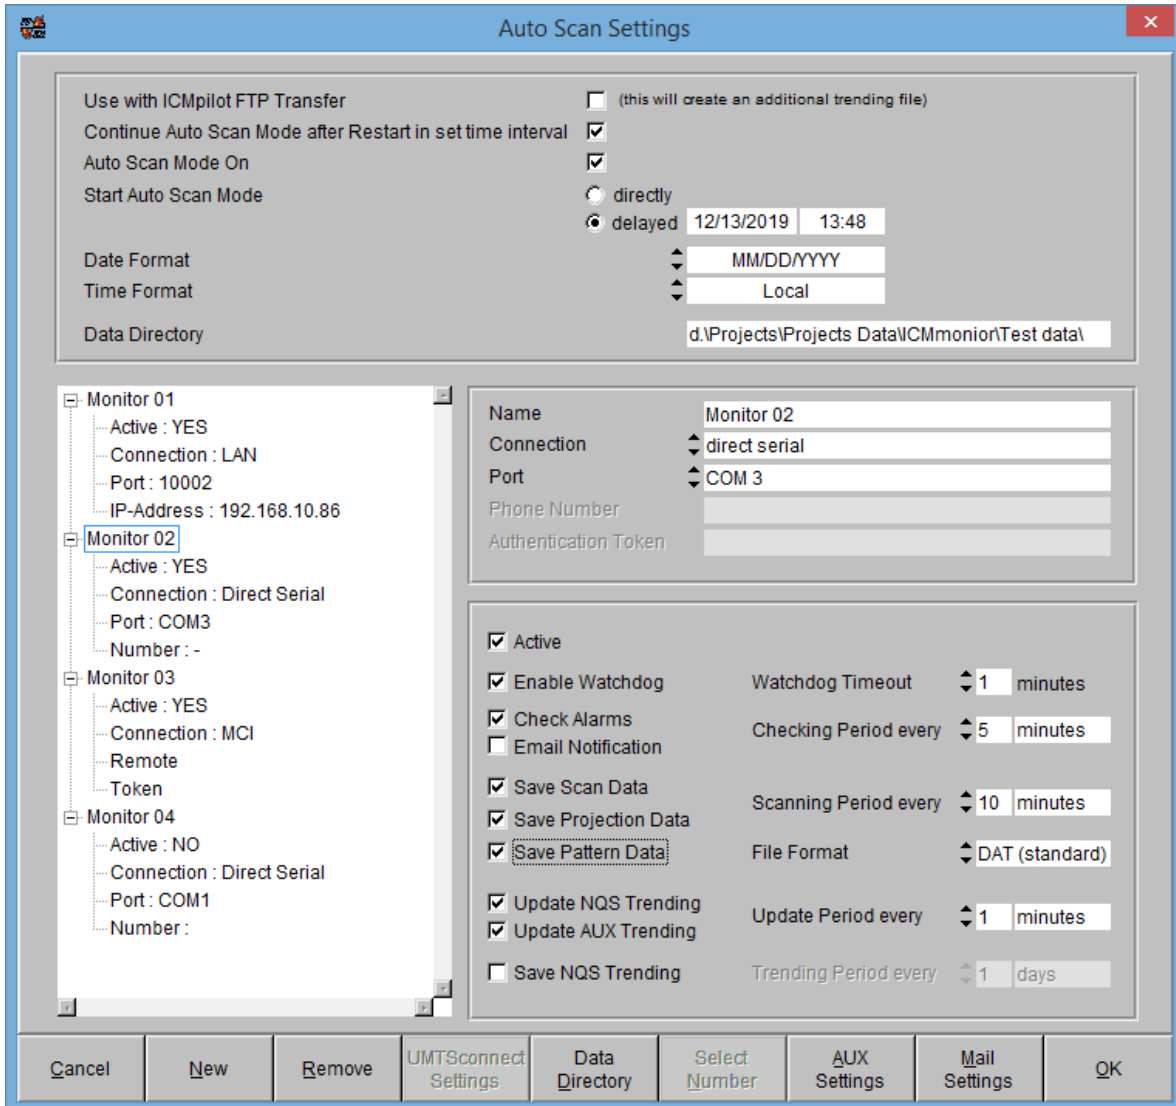 Auto Scan Settings
Use with ICMpilot FTP Transfer (this will create an additional trending file)
Continue Auto Scan Mode after Restart in set time interval
Auto Scan Mode On
Start Auto Scan Mode directly
delayed 12/13/2019 13:48
Date Format MM/DD/YYYY
Time Format Local
Data Directory d.\Projects\Projects Data\ICMmonior\Test data\
Monitor 01
Active : YES
Connection : LAN
Port : 10002
IP-Address : 192.168.10.86
Monitor 02
Active : YES
Connection : Direct Serial
Port : COM3
Number : -
Monitor 03
Active : YES
Connection : MCI
Remote
Token
Monitor 04
Active : NO
Connection : Direct Serial
Port : COM1
Number :
Name Monitor 02
Connection direct serial
Port COM 3
Phone Number
Authentication Token
Active
Enable Watchdog Watchdog Timeout 1 minutes
Check Alarms
Email Notification
Checking Period every 5 minutes
Save Scan Data
Save Projection Data
Scanning Period every 10 minutes
Save Pattern Data File Format DAT (standard)
Update NQS Trending
Update AUX Trending
Update Period every 1 minutes
Save NQS Trending Trending Period every 1 days
Cancel
New
Remove
UMTSconnect
Settings
Data
Directory
Select
Number
AUX
Settings
Mail
Settings
OK